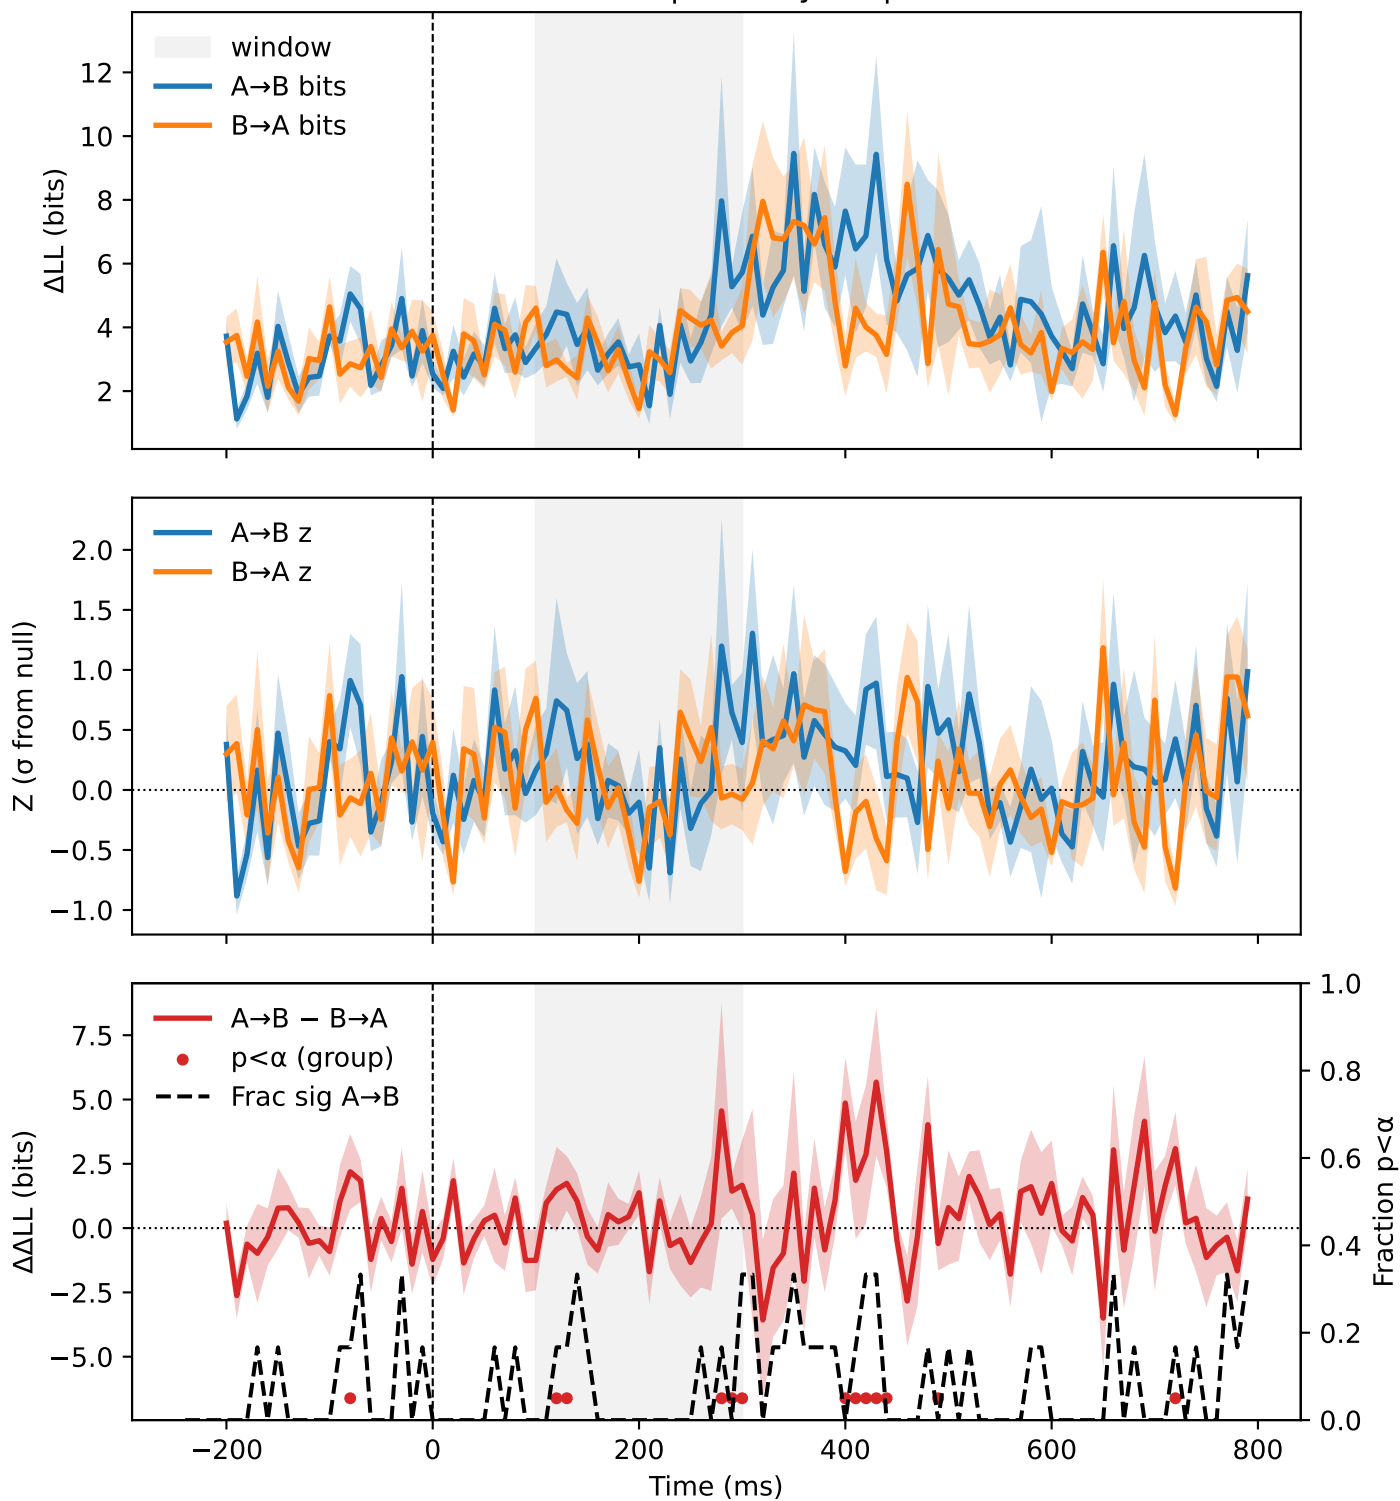 window
A→B bits
B→A bits
ΔLL (bits)
12
10
8
6
4
2
A→B z
B→A z
Z (σ from null)
2.0
1.5
1.0
0.5
0.0
−0.5
−1.0
A→B − B→A
p<α (group)
Frac sig A→B
ΔΔLL (bits)
7.5
5.0
2.5
0.0
−2.5
−5.0
1.0
0.8
0.6
0.4
0.2
0.0
Fraction p<α
−200
0
200
400
600
800
Time (ms)